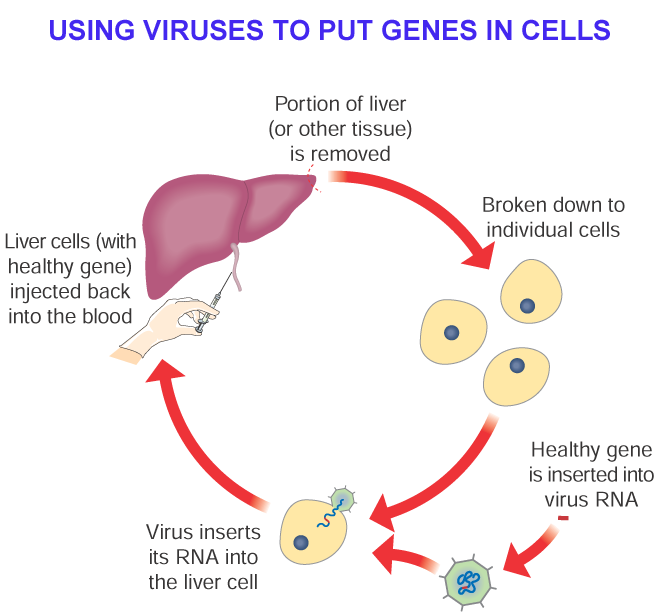 USING VIRUSES TO PUT GENES IN CELLS
Portion of liver
(or other tissue)
is removed
Broken down to
individual cells
Liver cells (with
healthy gene)
injected back
into the blood
Healthy gene
is inserted into
virus RNA
Virus inserts
its RNA into
the liver cell